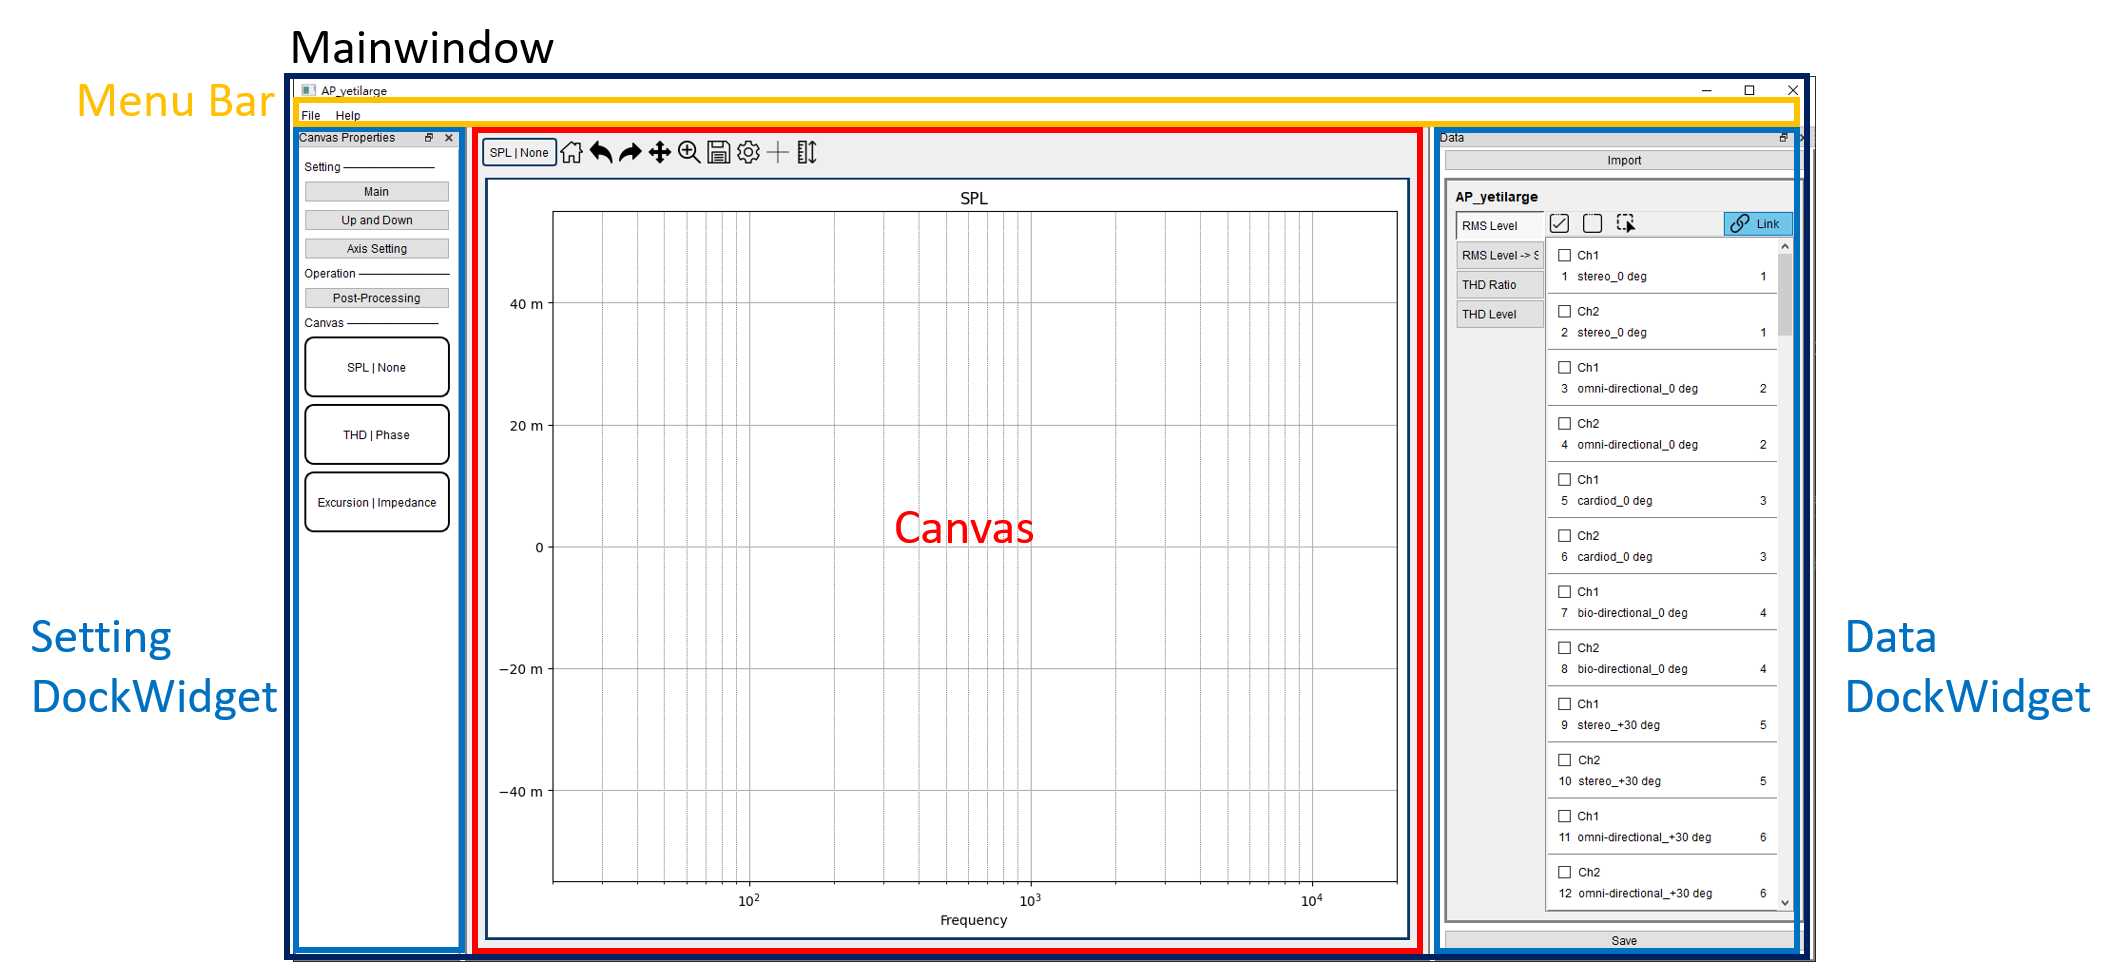 Mainwindow
Menu Bar
AP_yetilarge
File Help
Canvas Properties
Setting
Main
Up and Down
Axis Setting
Operation
Post-Processing
Canvas
SPL | None
THD | Phase
Excursion | Impedance
Setting
DockWidget
SPL | None
SPL
40 m
20 m
0
−20 m
−40 m
10²
10³
10⁴
Frequency
Canvas
Data
Import
AP_yetilarge
RMS Level
RMS Level -> S
THD Ratio
THD Level
Link
Ch1
1 stereo_0 deg 1
Ch2
2 stereo_0 deg 1
Ch1
3 omni-directional_0 deg 2
Ch2
4 omni-directional_0 deg 2
Ch1
5 cardiod_0 deg 3
Ch2
6 cardiod_0 deg 3
Ch1
7 bio-directional_0 deg 4
Ch2
8 bio-directional_0 deg 4
Ch1
9 stereo_+30 deg 5
Ch2
10 stereo_+30 deg 5
Ch1
11 omni-directional_+30 deg 6
Ch2
12 omni-directional_+30 deg 6
Save
Data
DockWidget